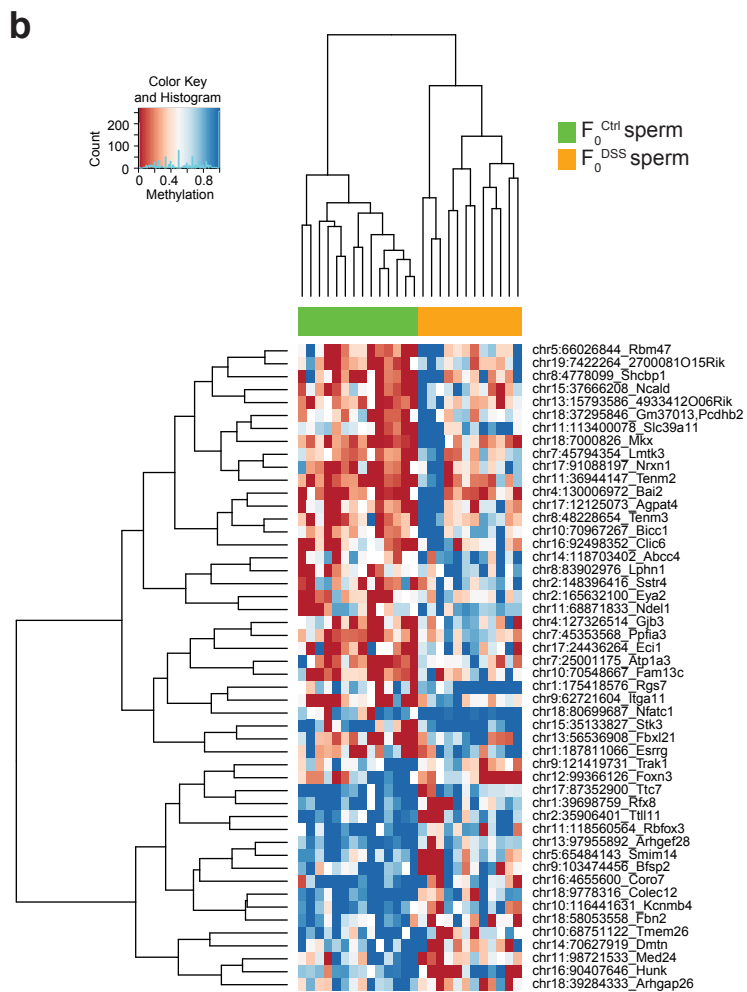 b
Color Key
and Histogram
Count
200
100
0
0 0.4 0.8
Methylation
F0 Ctrl sperm
F0 DSS sperm
chr5:66026844_Rbm47
chr19:7422264_2700081O15Rik
chr8:4778099_Shcbp1
chr15:37666208_Ncald
chr13:15793586_4933412O06Rik
chr18:37295846_Gm37013,Pcdhb2
chr11:113400078_Slc39a11
chr18:7000826_Mkx
chr7:45794354_Lmtk3
chr17:91088197_Nrxn1
chr11:36944147_Tenm2
chr4:130006972_Bai2
chr17:12125073_Agpat4
chr8:48228654_Tenm3
chr10:70967267_Bicc1
chr16:92498352_Clic6
chr14:118703402_Abcc4
chr8:83902976_Lphn1
chr2:148396416_Sstr4
chr2:165632100_Eya2
chr11:68871833_Ndel1
chr4:127326514_Gjb3
chr7:45353568_Ppfia3
chr17:24436264_Eci1
chr7:25001175_Atp1a3
chr10:70548667_Fam13c
chr1:175418576_Rgs7
chr9:62721604_Itga11
chr18:80699687_Nfatc1
chr15:35133827_Stk3
chr13:56536908_Fbxl21
chr1:187811066_Esrrg
chr9:121419731_Trak1
chr12:99366126_Foxn3
chr17:87352900_Ttc7
chr1:39698759_Rfx8
chr2:35906401_Ttll11
chr11:118560564_Rbfox3
chr13:97955892_Arhgef28
chr5:65484143_Smim14
chr9:103474456_Bfsp2
chr16:4655600_Coro7
chr18:9778316_Colec12
chr10:116441631_Kcnmb4
chr18:58053558_Fbn2
chr10:68751122_Tmem26
chr14:70627919_Dmtn
chr11:98721533_Med24
chr16:90407646_Hunk
chr18:39284333_Arhgap26